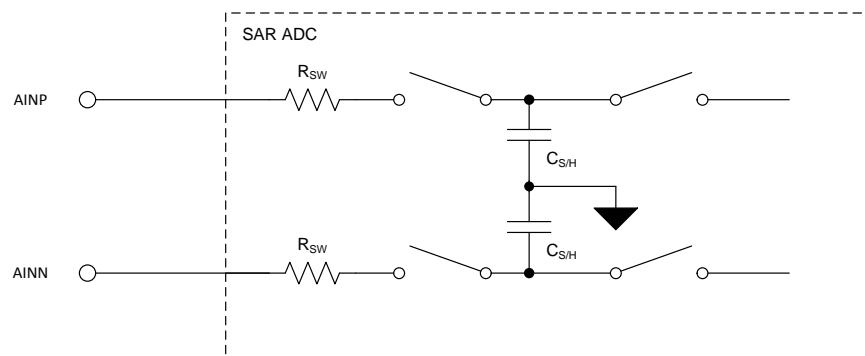 SAR ADC
RSW
AINP
CS/H
RSW
CS/H
AINN